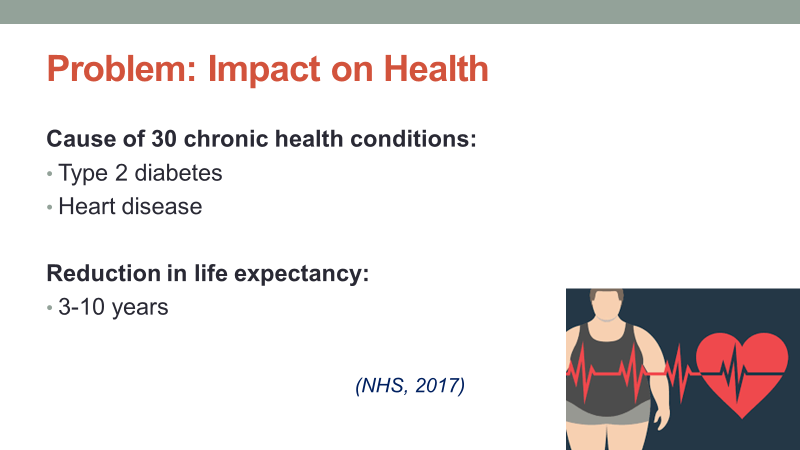 Problem: Impact on Health
Cause of 30 chronic health conditions:
• Type 2 diabetes
• Heart disease
Reduction in life expectancy:
• 3-10 years
(NHS, 2017)